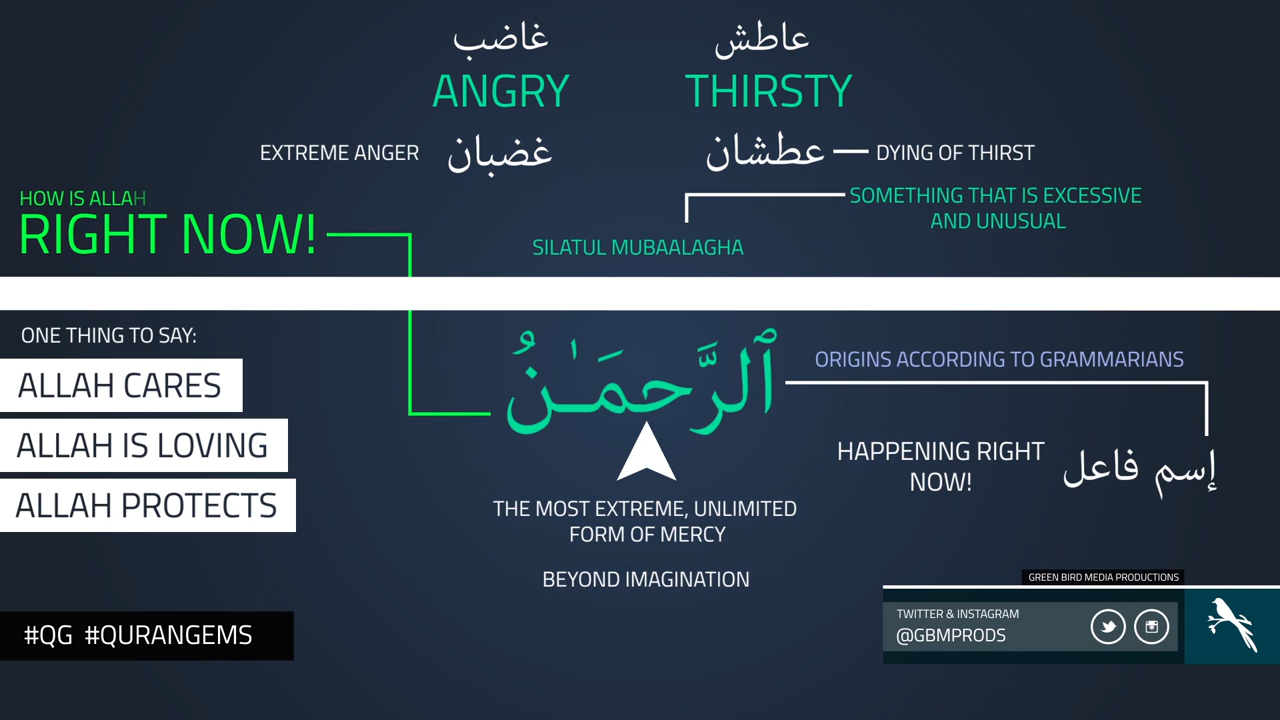 غاضب
عاطش
ANGRY
THIRSTY
EXTREME ANGER
غضبان
عطشان
DYING OF THIRST
HOW IS ALLAH
RIGHT NOW!
SOMETHING THAT IS EXCESSIVE
AND UNUSUAL
SILATUL MUBAALAGHA
ONE THING TO SAY:
ALLAH CARES
ALLAH IS LOVING
ALLAH PROTECTS
ٱلرَّحمَـٰنُ
ORIGINS ACCORDING TO GRAMMARIANS
HAPPENING RIGHT
NOW!
إسم فاعل
THE MOST EXTREME, UNLIMITED
FORM OF MERCY
BEYOND IMAGINATION
#QG #QURANGEMS
GREEN BIRD MEDIA PRODUCTIONS
TWITTER & INSTAGRAM
@GBMPRODS